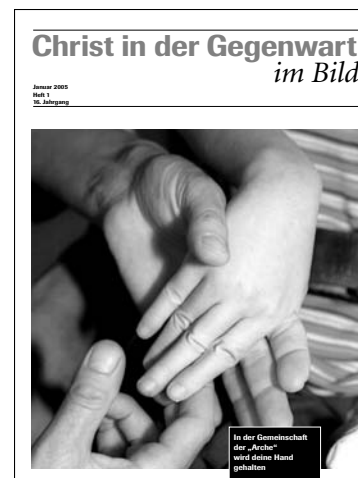 Christ in der Gegenwart
im Bild
Januar 2005
Heft 1
16. Jahrgang
In der Gemeinschaft
der „Arche“
wird deine Hand
gehalten